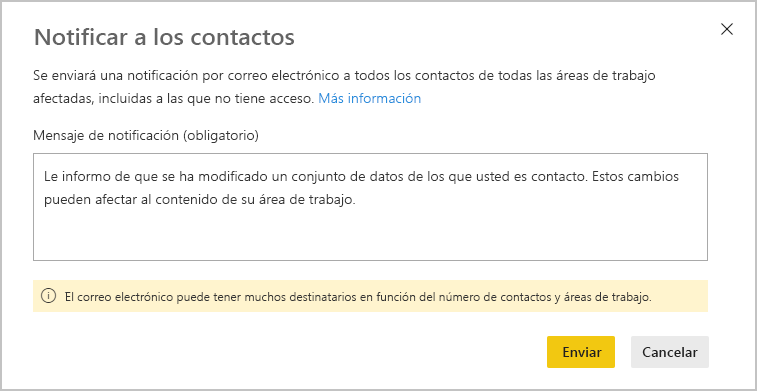 Notificar a los contactos
Se enviará una notificación por correo electrónico a todos los contactos de todas las áreas de trabajo
afectadas, incluidas a las que no tiene acceso. Más información
Mensaje de notificación (obligatorio)
Le informo de que se ha modificado un conjunto de datos de los que usted es contacto. Estos cambios
pueden afectar al contenido de su área de trabajo.
El correo electrónico puede tener muchos destinatarios en función del número de contactos y áreas de trabajo.
Enviar
Cancelar